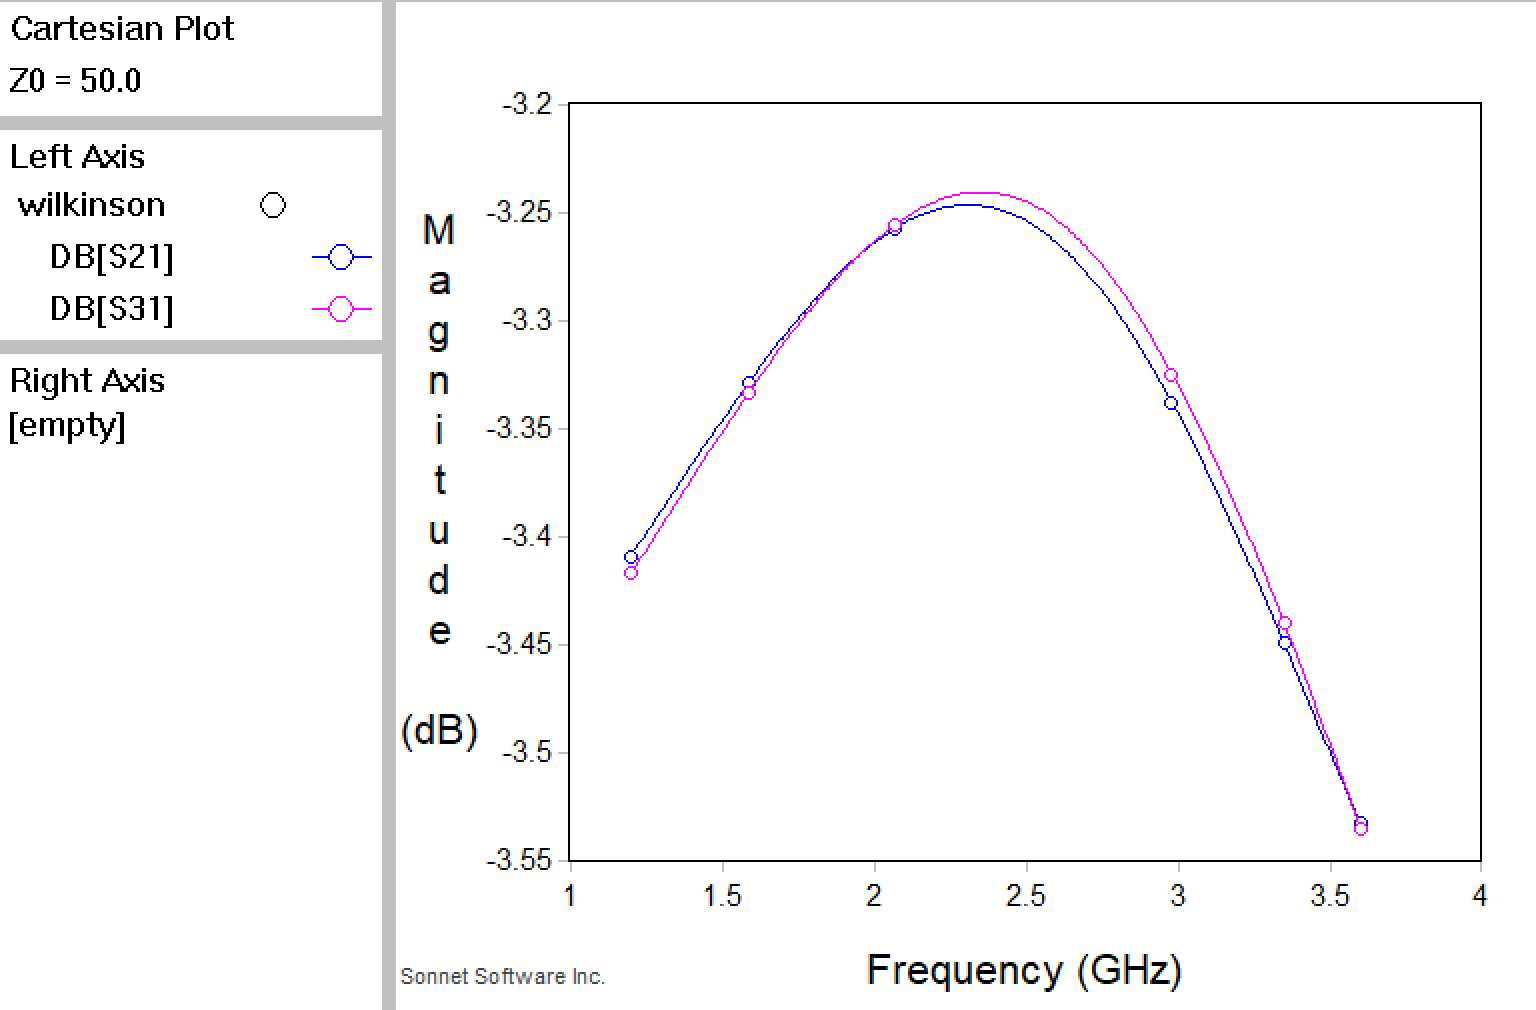 Cartesian Plot
Z0 = 50.0
Left Axis
wilkinson
DB[S21]
DB[S31]
Right Axis
[empty]
Magnitude
(dB)
-3.2
-3.25
-3.3
-3.35
-3.4
-3.45
-3.5
-3.55
1 1.5 2 2.5 3 3.5 4
Frequency (GHz)
Sonnet Software Inc.